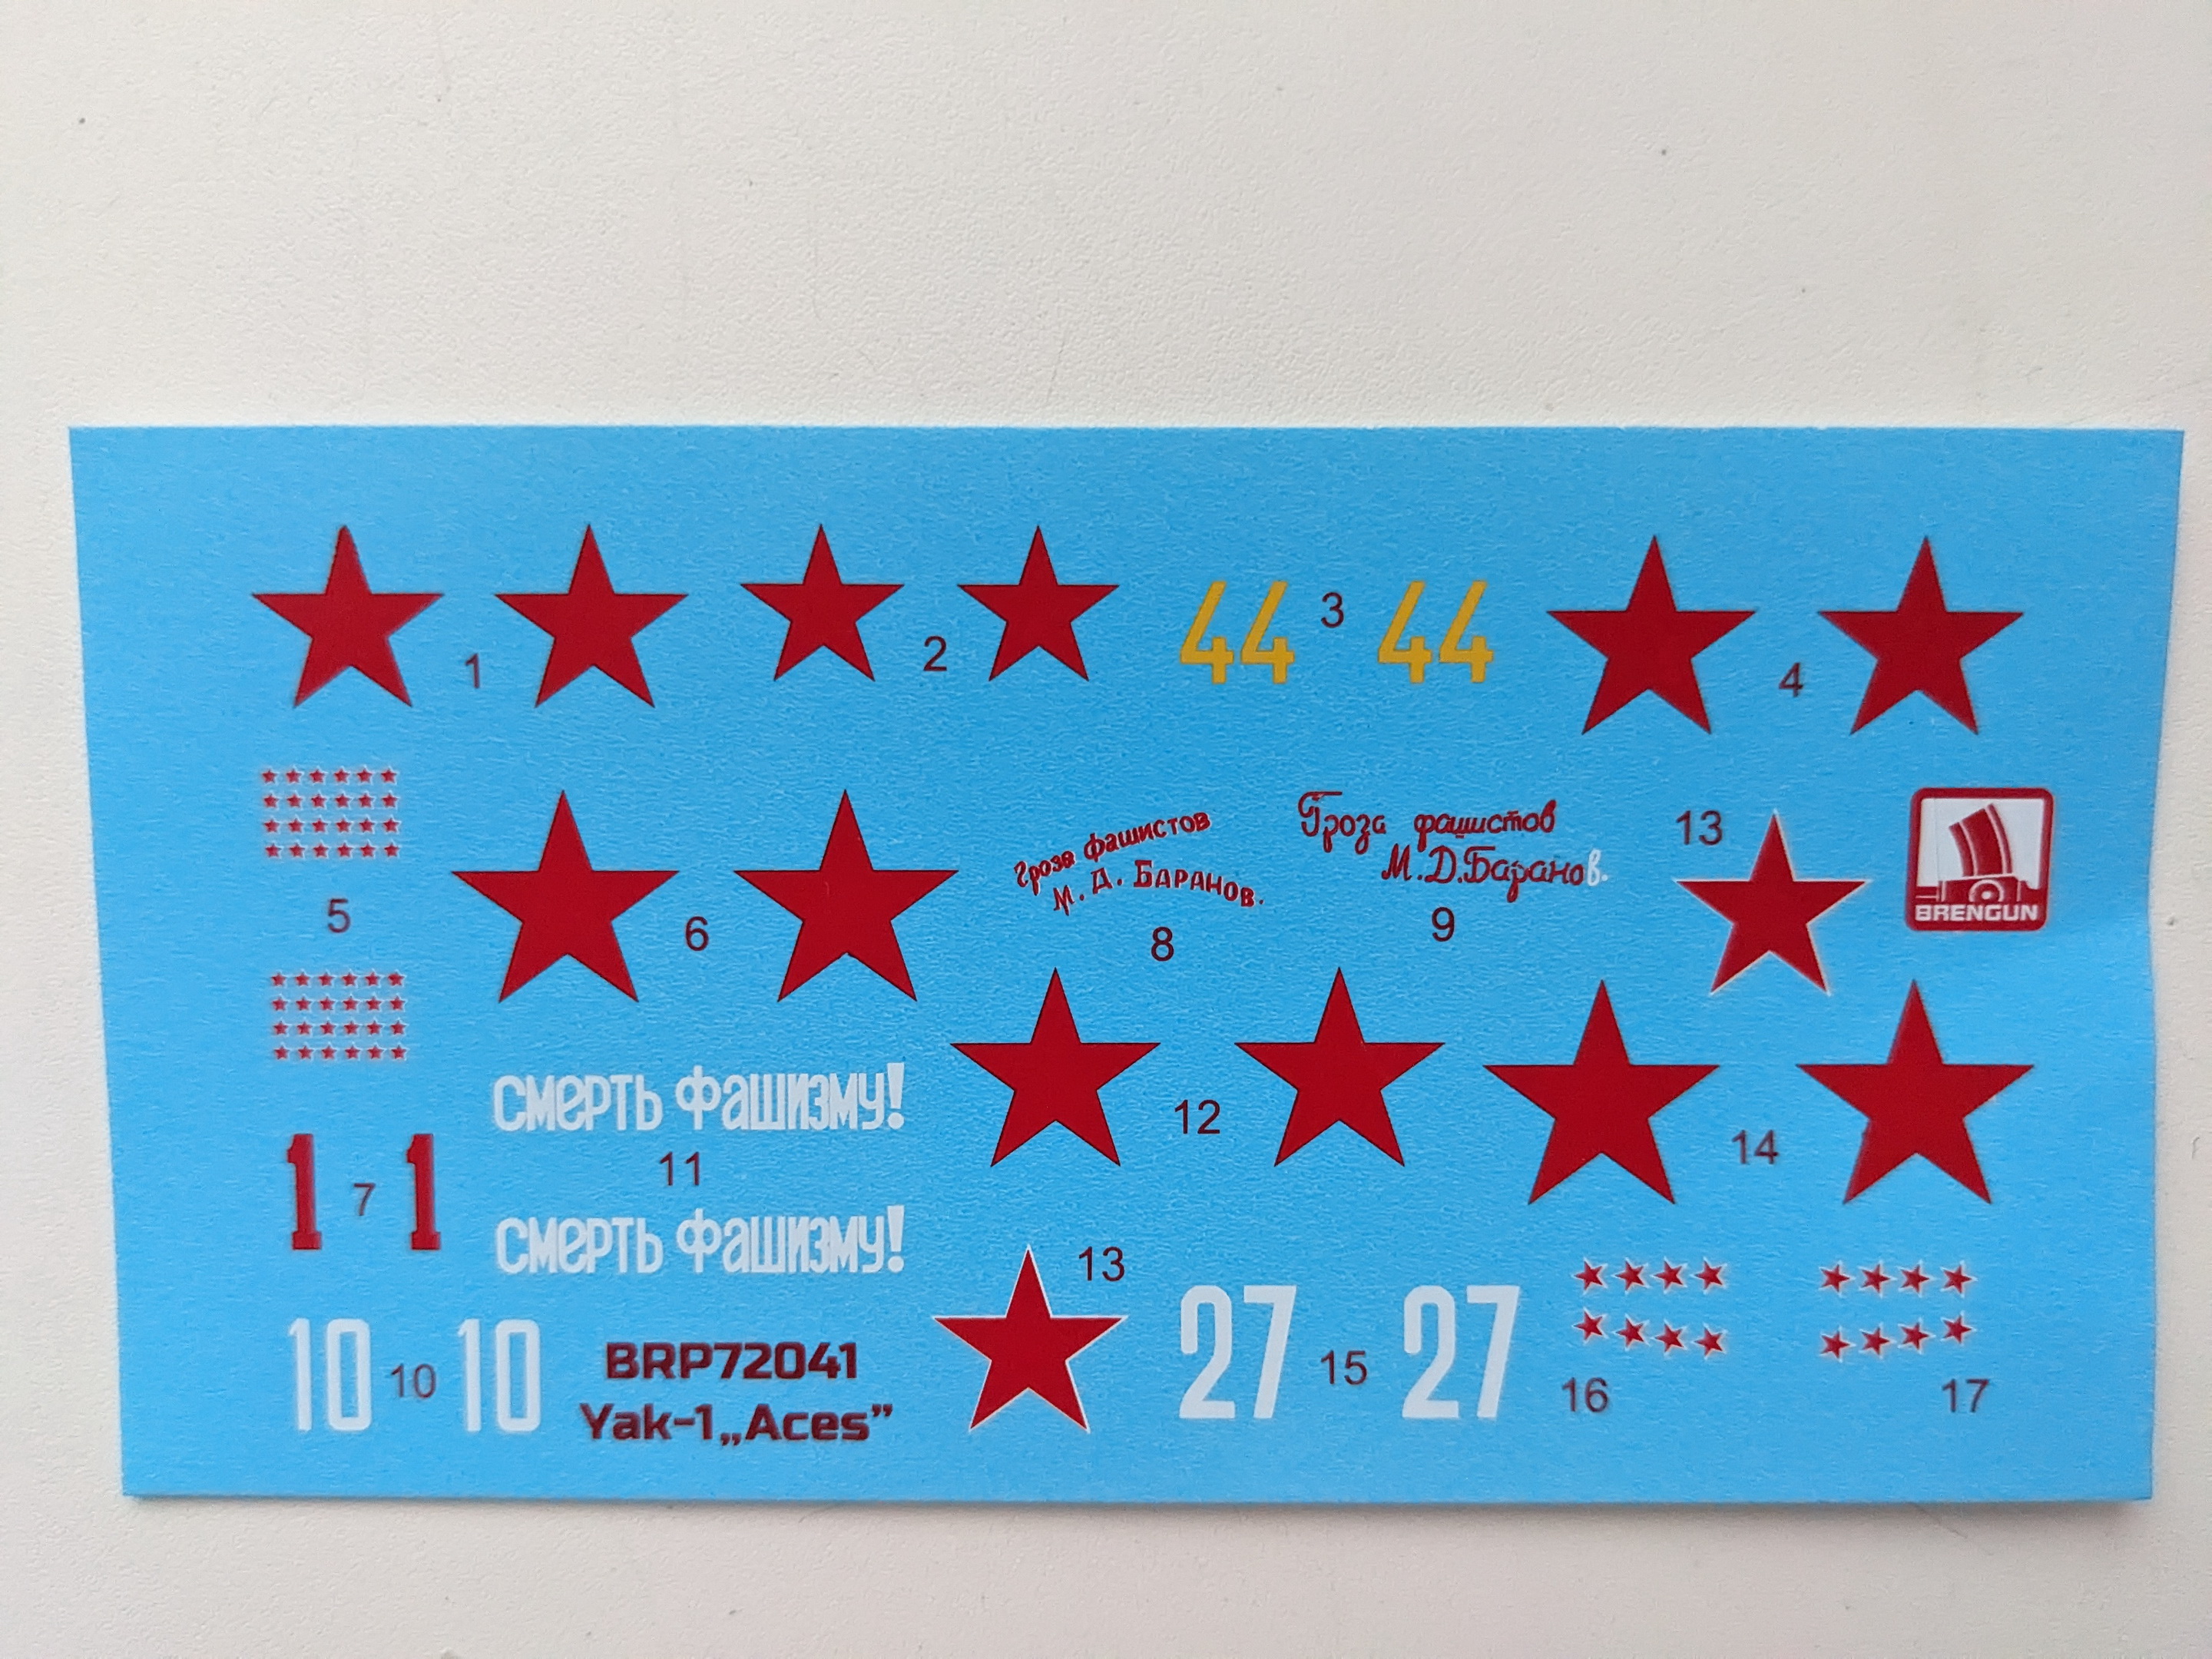 1
2
44 3 44
4
5
6
Гроза фашистов
М. Д. БАРАНОВ.
8
Гроза фашистов
М.Д.Баранов.
9
13
BRENGUN
смерть фашизму!
11
смерть фашизму!
1 7 1
12
14
13
10 10 10
BRP72041
Yak-1„Aces”
27 15 27
16
17